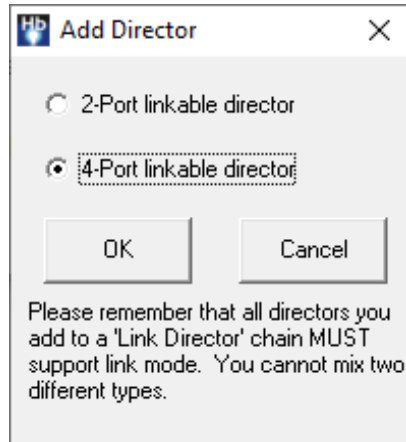 Hb Add Director
2-Port linkable director
4-Port linkable director
OK Cancel
Please remember that all directors you
add to a 'Link Director' chain MUST
support link mode. You cannot mix two
different types.